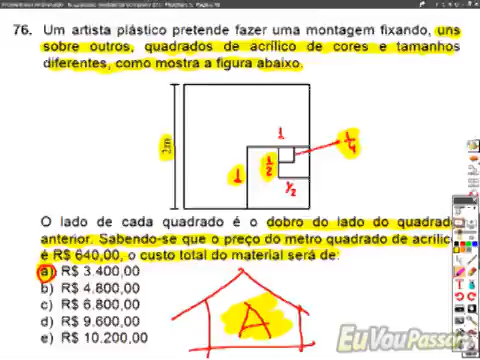 76. Um artista plástico pretende fazer uma montagem fixando, uns
sobre outros, quadrados de acrílico de cores e tamanhos
diferentes, como mostra a figura abaixo.
2m
1
1
1/2
1/4
1/2
O lado de cada quadrado é o dobro do lado do quadrado
anterior. Sabendo-se que o preço do metro quadrado de acrílico
é R$ 640,00, o custo total do material será de:
a) R$ 3.400,00
b) R$ 4.800,00
c) R$ 6.800,00
d) R$ 9.600,00
e) R$ 10.200,00
A
EuVouPassar